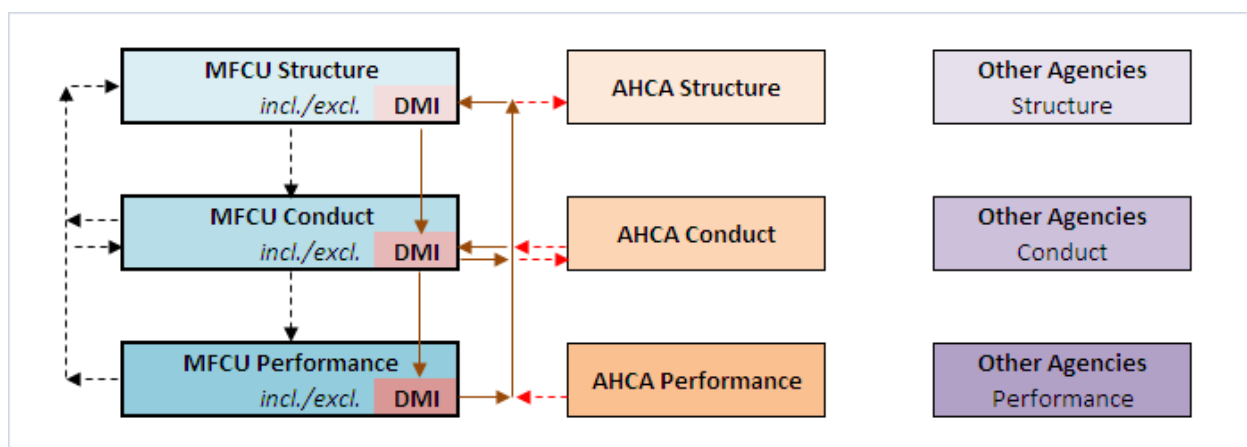 MFCU Structure
incl./excl. DMI
AHCA Structure
Other Agencies
Structure
MFCU Conduct
incl./excl. DMI
AHCA Conduct
Other Agencies
Conduct
MFCU Performance
incl./excl. DMI
AHCA Performance
Other Agencies
Performance